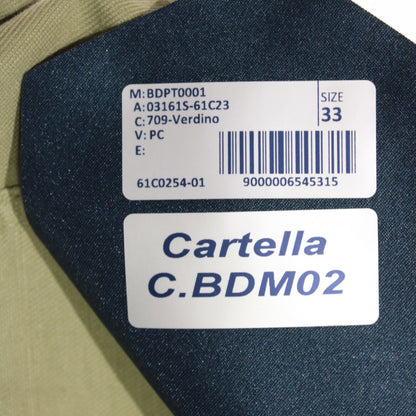 M: BDPT0001
A: 03161S-61C23
C: 709-Verdino
V: PC
E:
SIZE
33
61C0254-01
9000006545315
Cartella
C.BDM02